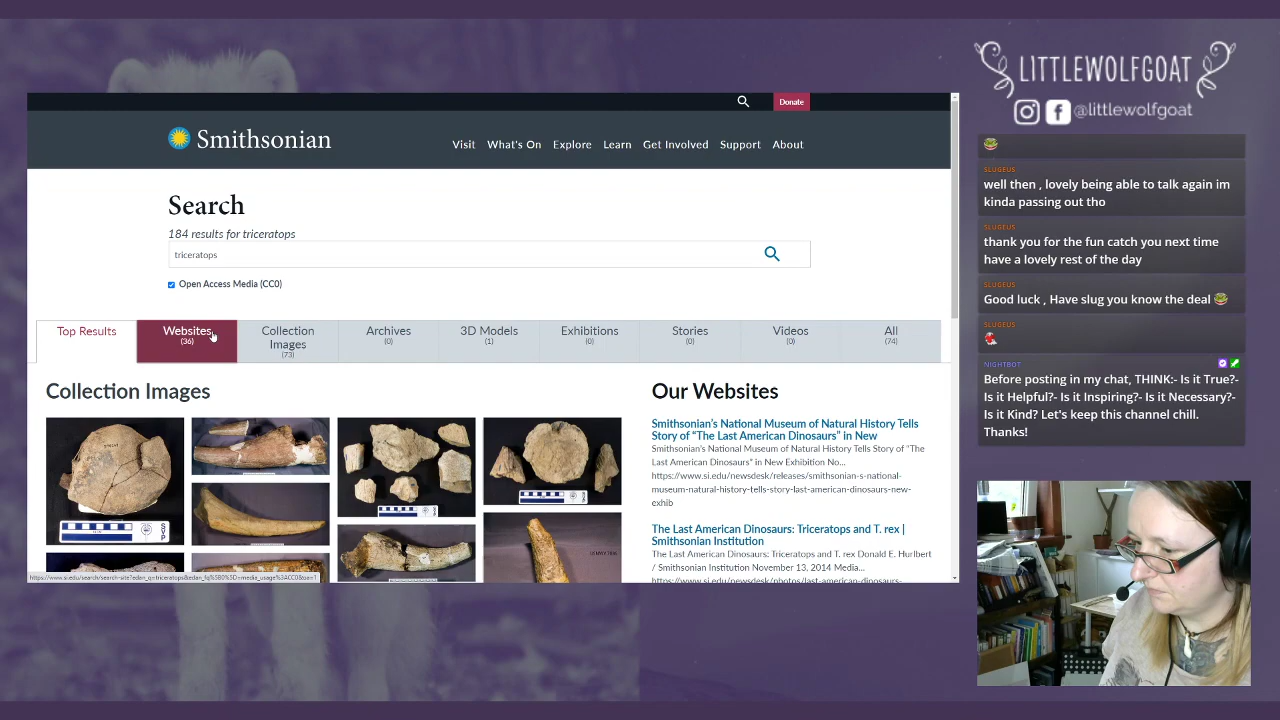 LITTLEWOLFGOAT
@littlewolfgoat
Donate
Smithsonian
Visit What's On Explore Learn Get Involved Support About
Search
184 results for triceratops
triceratops
Open Access Media (CC0)
Top Results
Websites
(36)
Collection
Images
(73)
Archives
(0)
3D Models
(1)
Exhibitions
(0)
Stories
(0)
Videos
(0)
All
(74)
Collection Images
Our Websites
Smithsonian's National Museum of Natural History Tells
Story of “The Last American Dinosaurs” in New
Smithsonian's National Museum of Natural History Tells Story of “The
Last American Dinosaurs” in New Exhibition No...
https://www.si.edu/newsdesk/releases/smithsonian-s-national-
museum-natural-history-tells-story-last-american-dinosaurs-new-
exhib
The Last American Dinosaurs: Triceratops and T. rex |
Smithsonian Institution
The Last American Dinosaurs: Triceratops and T. rex Donald E. Hurlbert
/ Smithsonian Institution November 13, 2014 Media...
https://www.si.edu/newsdesk/photos/last-american-dinosaurs-
SLUGEUS
well then , lovely being able to talk again im
kinda passing out tho
SLUGEUS
thank you for the fun catch you next time
have a lovely rest of the day
SLUGEUS
Good luck , Have slug you know the deal
SLUGEUS
NIGHTBOT
Before posting in my chat, THINK:- Is it True?-
Is it Helpful?- Is it Inspiring?- Is it Necessary?-
Is it Kind? Let's keep this channel chill.
Thanks!